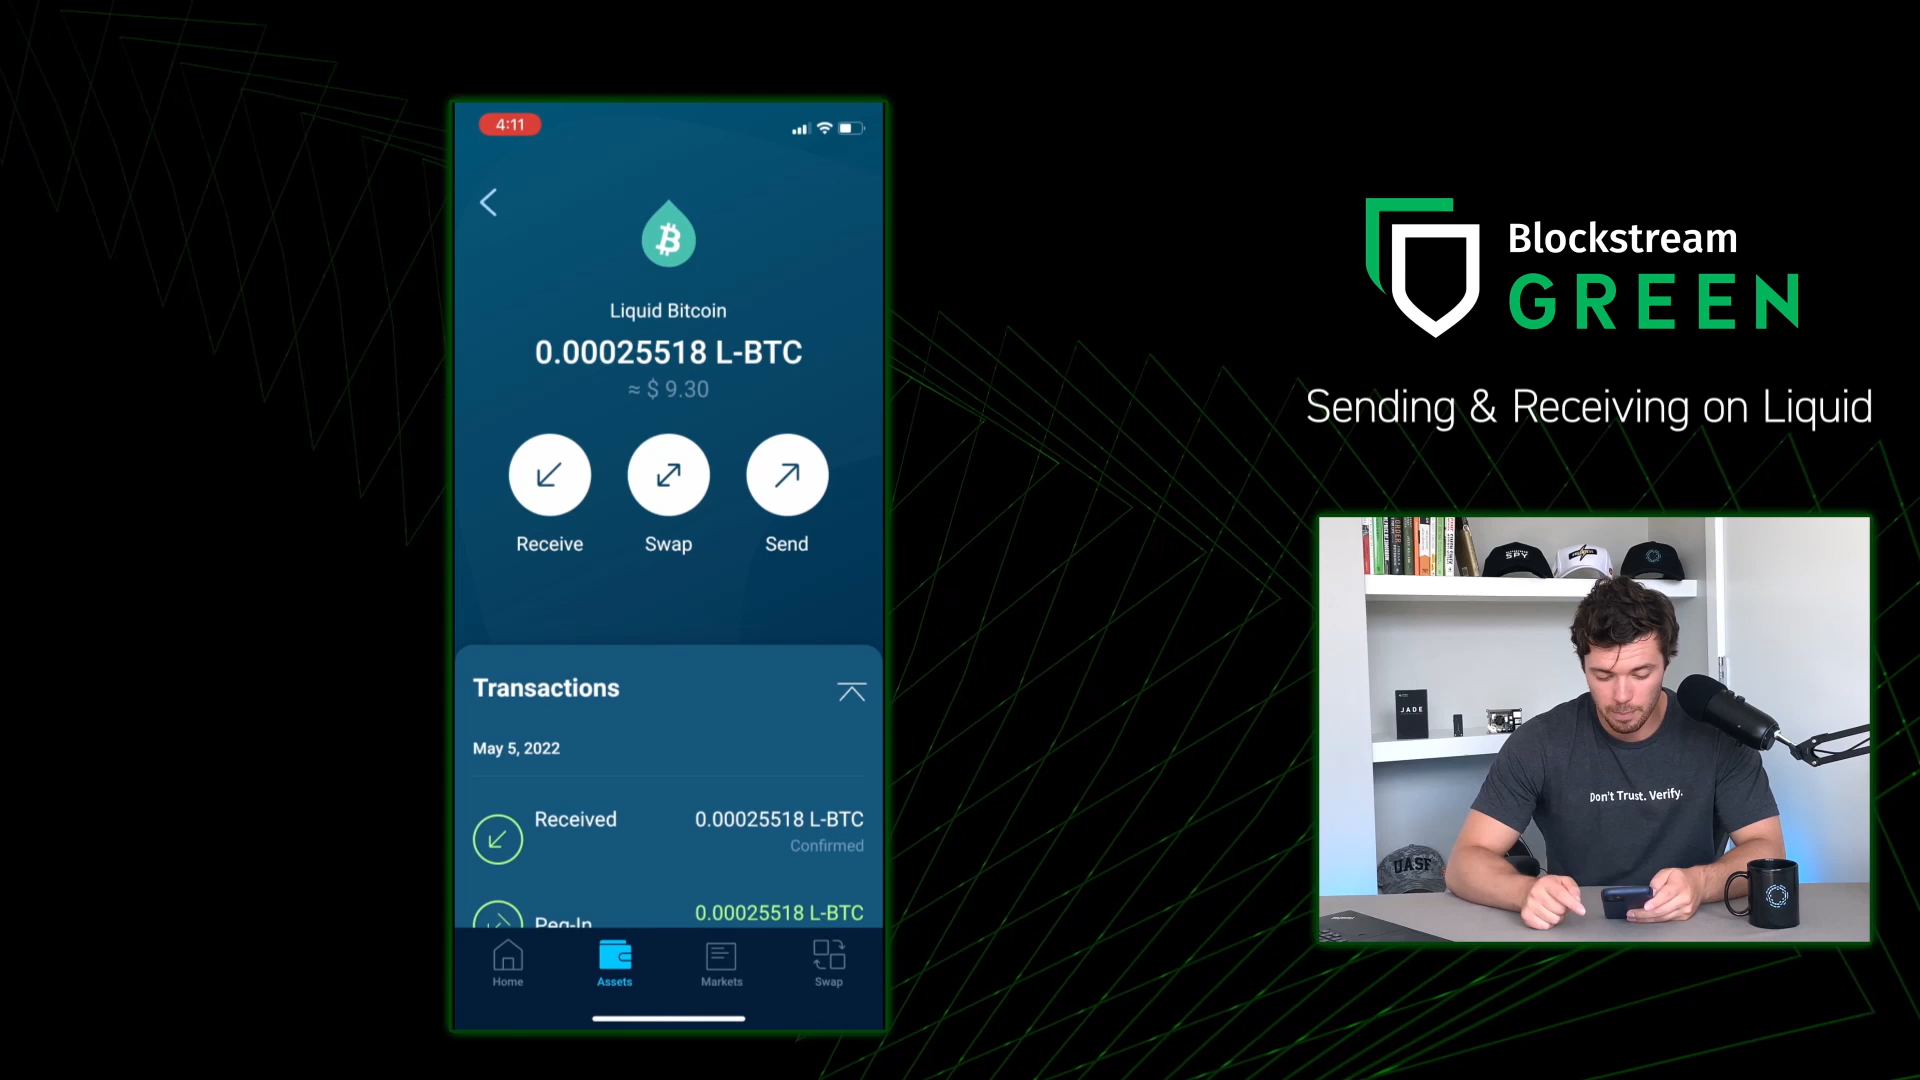 4:11
Liquid Bitcoin
0.00025518 L-BTC
≈ $ 9.30
Receive
Swap
Send
Transactions
May 5, 2022
Received
0.00025518 L-BTC
Confirmed
Peg-In
0.00025518 L-BTC
Home
Assets
Markets
Swap
Blockstream
GREEN
Sending & Receiving on Liquid
SPY
JADE
Don't Trust. Verify.
UASF